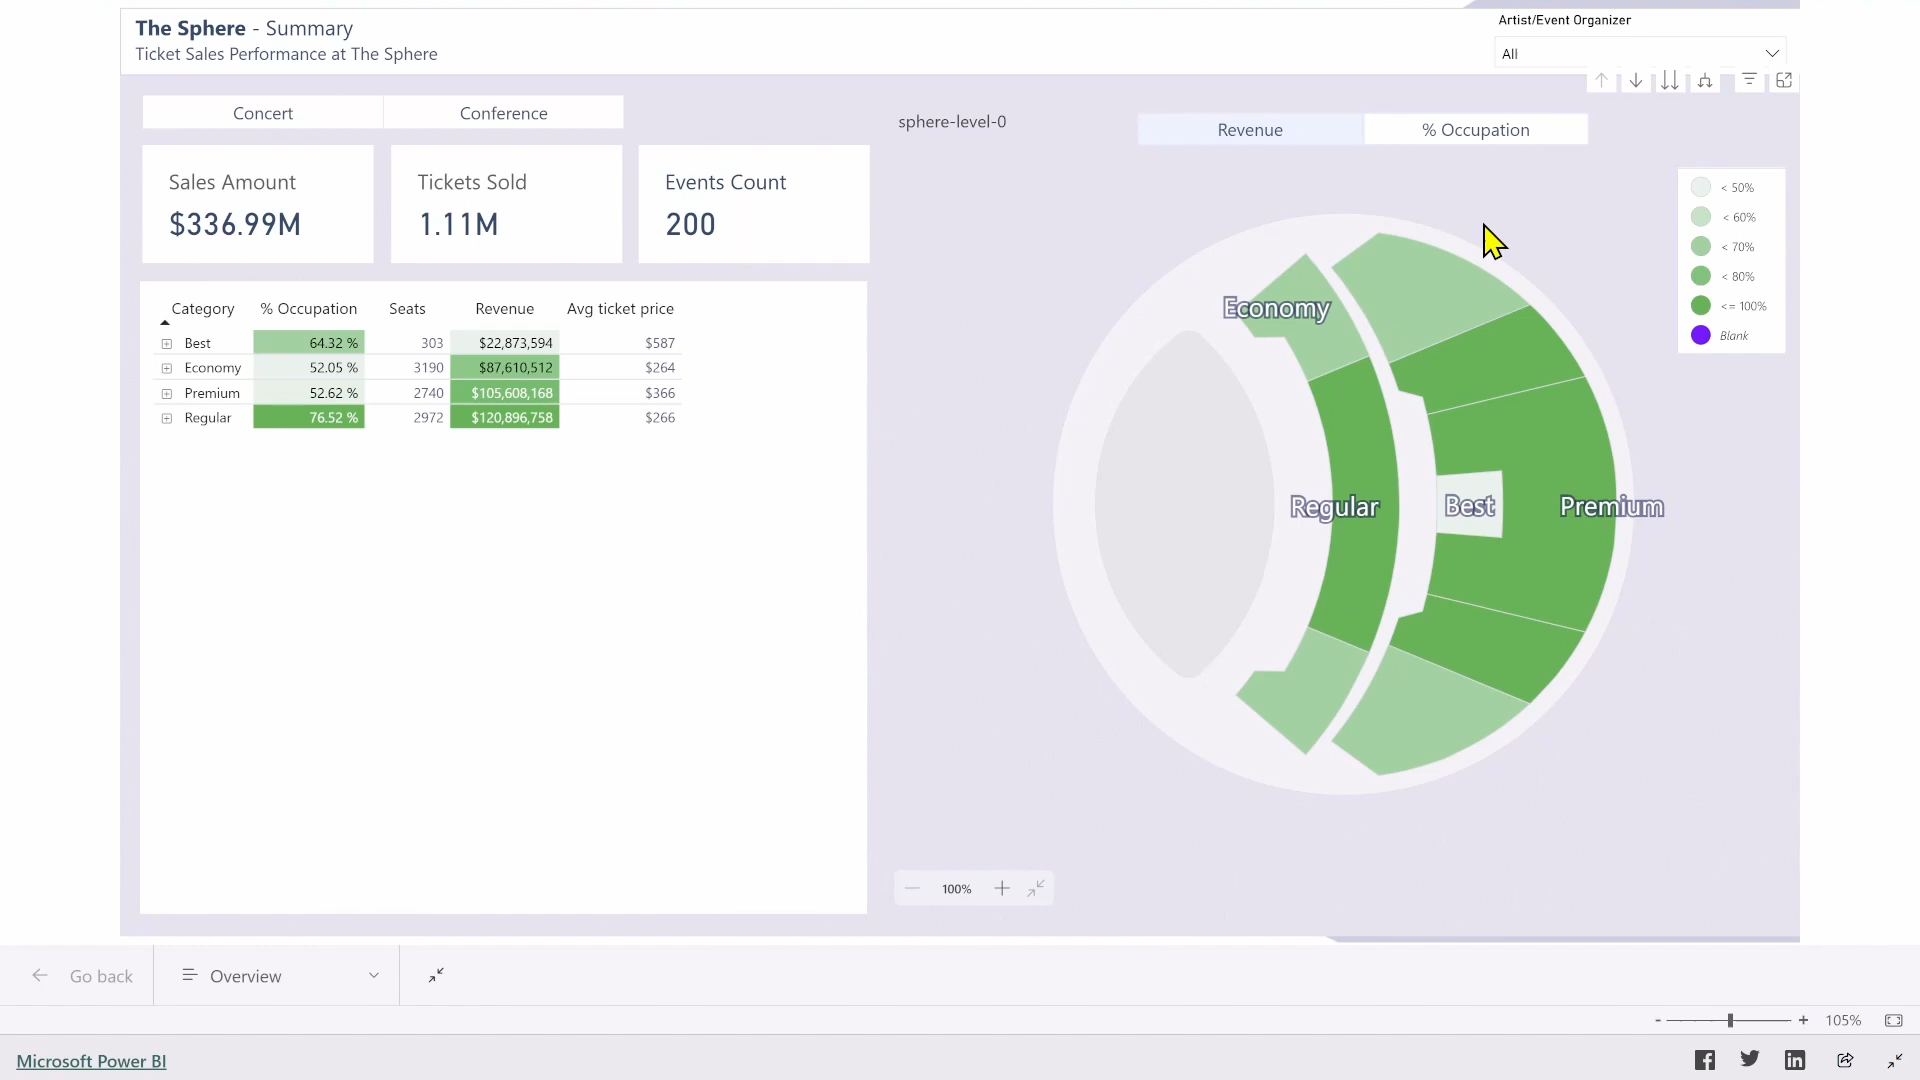 The Sphere - Summary
Ticket Sales Performance at The Sphere
Artist/Event Organizer
All
Concert
Conference
sphere-level-0
Revenue
% Occupation
Sales Amount
$336.99M
Tickets Sold
1.11M
Events Count
200
< 50%
< 60%
< 70%
< 80%
<= 100%
Blank
Category % Occupation Seats Revenue Avg ticket price
Best 64.32 % 303 $22,873,594 $587
Economy 52.05 % 3190 $87,610,512 $264
Premium 52.62 % 2740 $105,608,168 $366
Regular 76.52 % 2972 $120,896,758 $266
Economy
Regular
Best
Premium
100%
Go back
Overview
105%
Microsoft Power BI